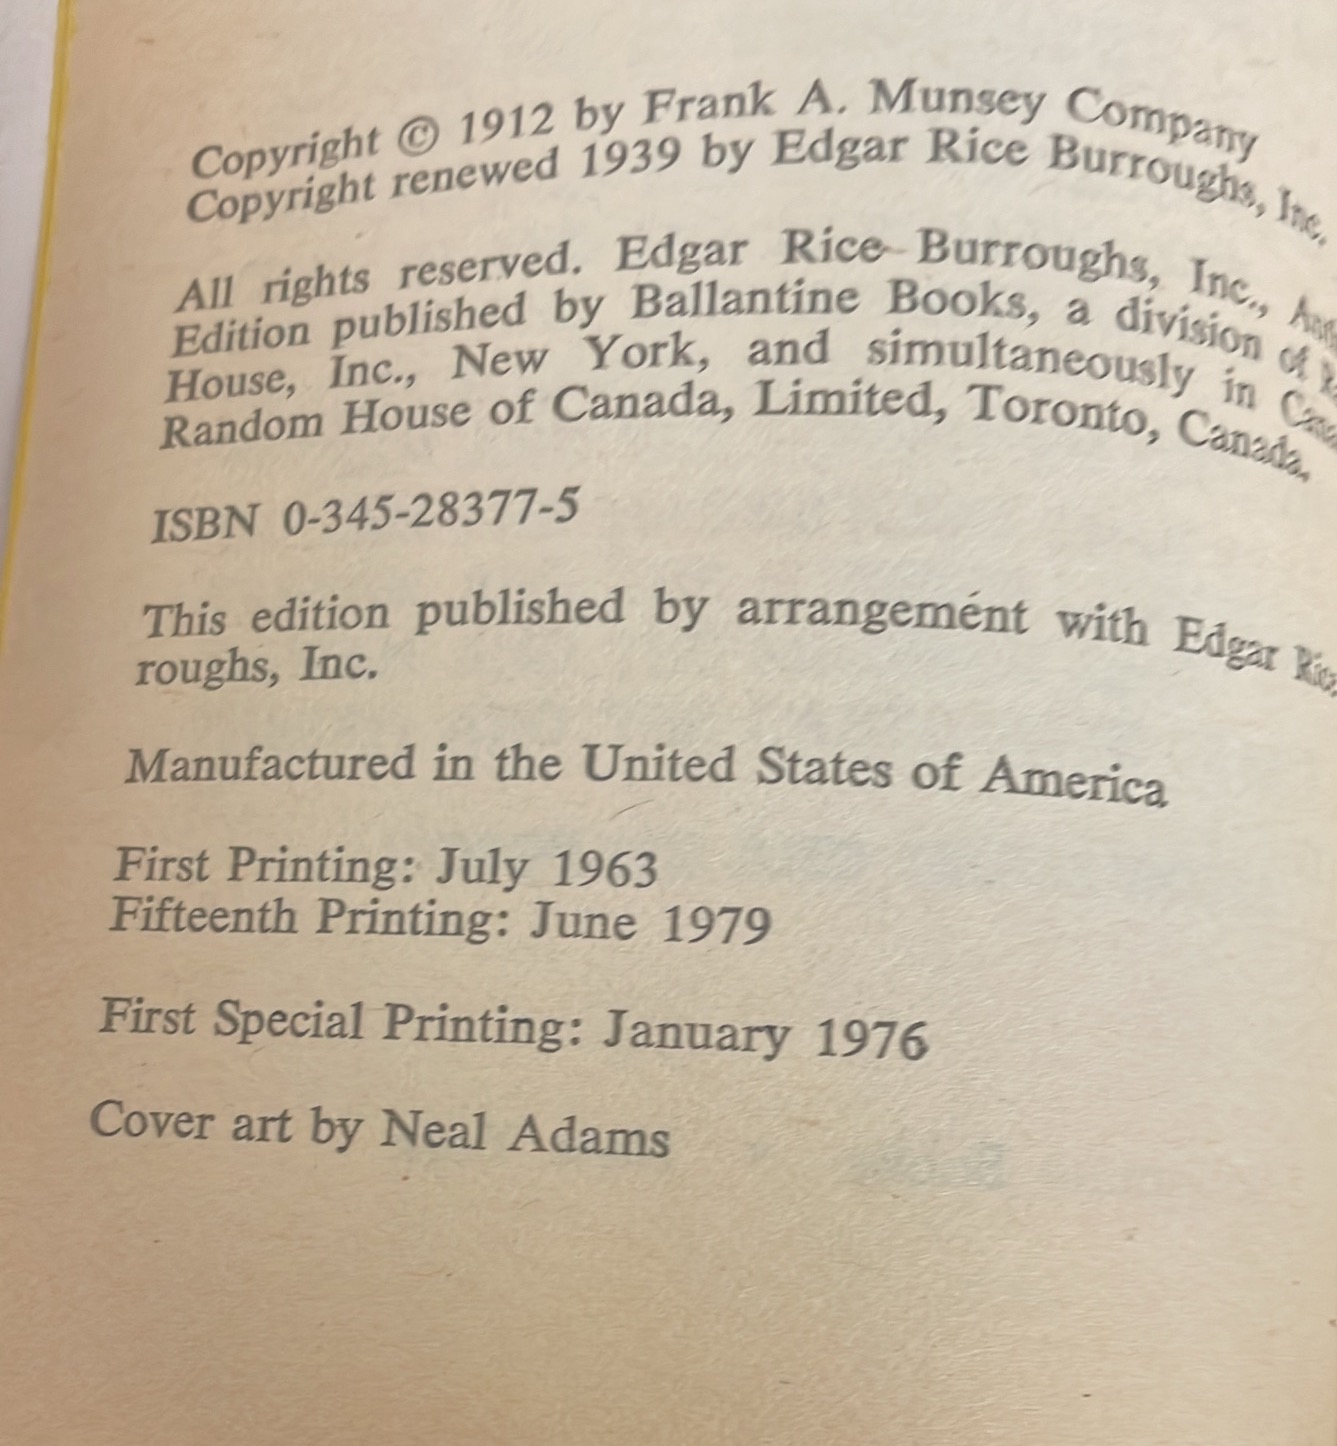 Copyright © 1912 by Frank A. Munsey Company
Copyright renewed 1939 by Edgar Rice Burroughs, Inc.
All rights reserved. Edgar Rice Burroughs, Inc.,
Edition published by Ballantine Books, a division of
House, Inc., New York, and simultaneously in
Random House of Canada, Limited, Toronto, Canada.
ISBN 0-345-28377-5
This edition published by arrangement with Edgar Rice
roughs, Inc.
Manufactured in the United States of America
First Printing: July 1963
Fifteenth Printing: June 1979
First Special Printing: January 1976
Cover art by Neal Adams